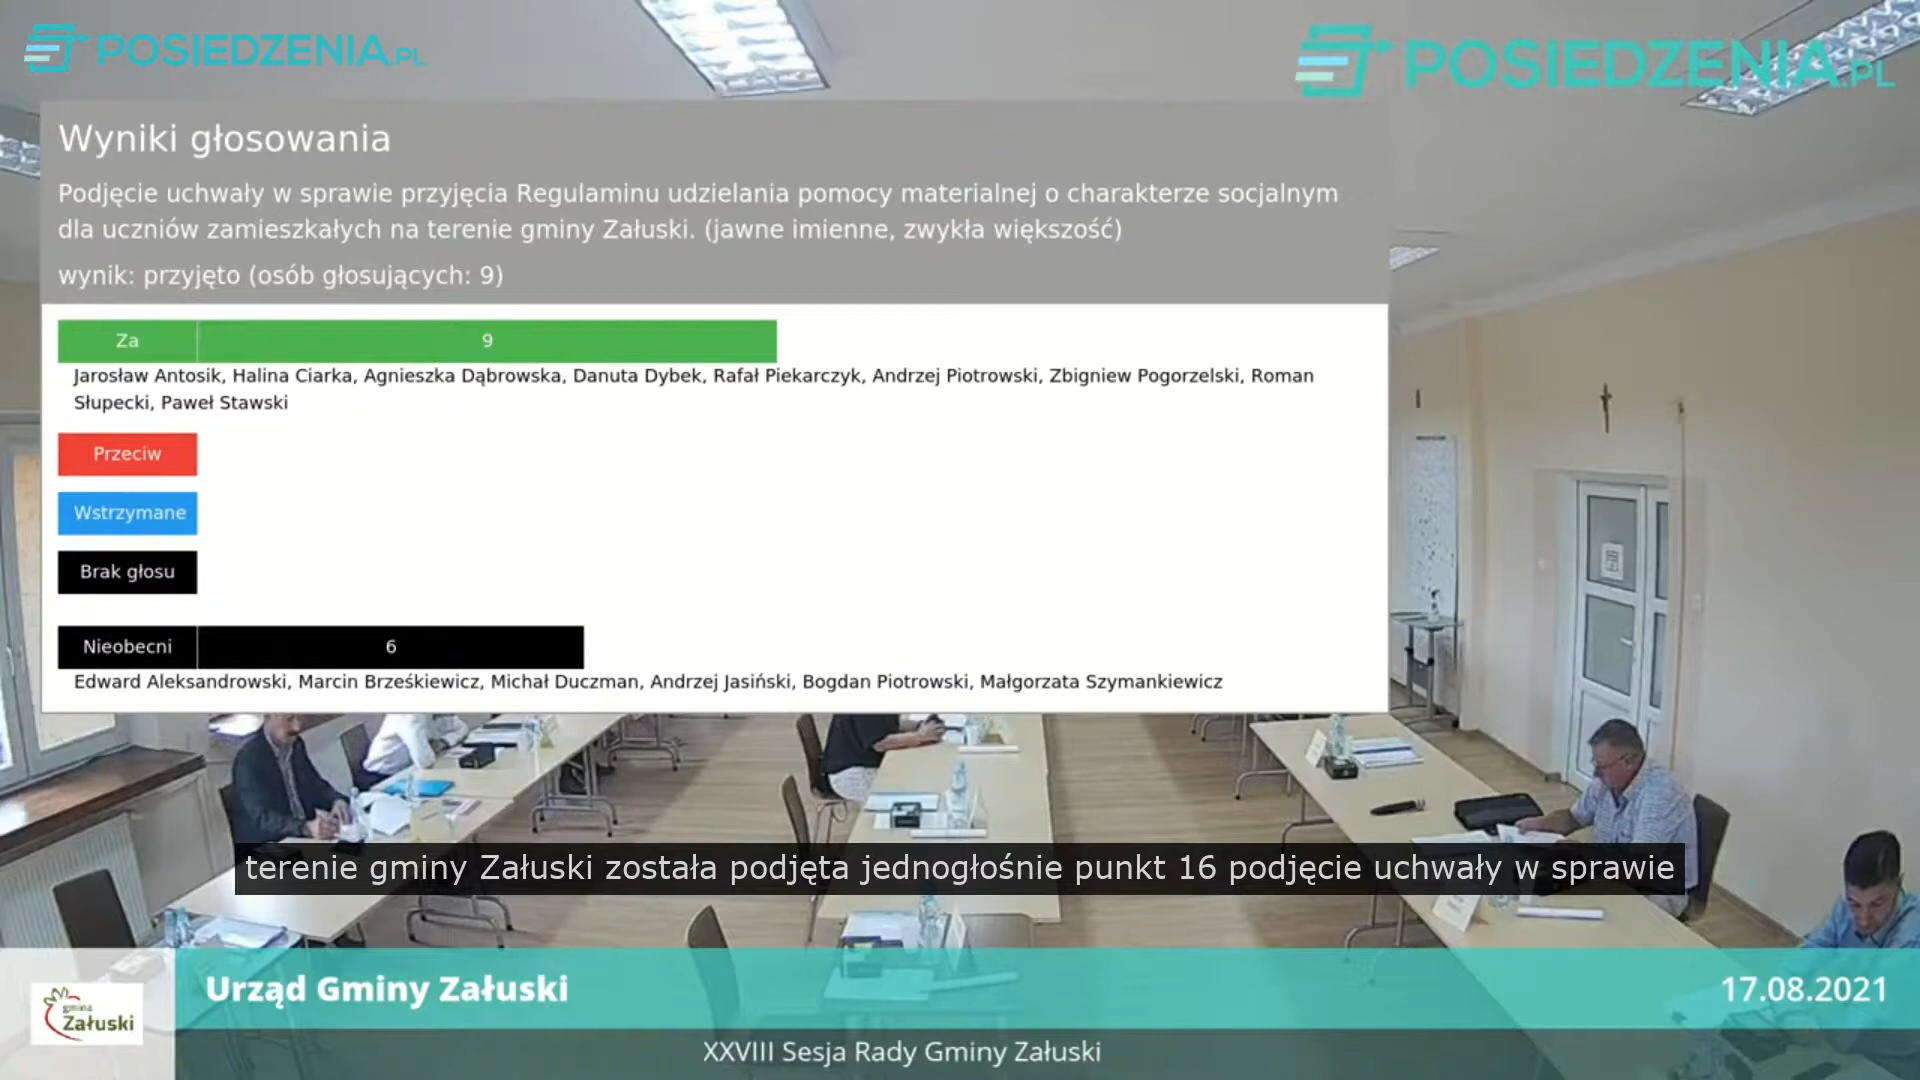 POSIEDZENIA.PL
POSIEDZENIA.PL
Wyniki głosowania
Podjęcie uchwały w sprawie przyjęcia Regulaminu udzielania pomocy materialnej o charakterze socjalnym
dla uczniów zamieszkałych na terenie gminy Załuski. (jawne imienne, zwykła większość)
wynik: przyjęto (osób głosujących: 9)
Za 9
Jarosław Antosik, Halina Ciarka, Agnieszka Dąbrowska, Danuta Dybek, Rafał Piekarczyk, Andrzej Piotrowski, Zbigniew Pogorzelski, Roman
Słupecki, Paweł Stawski
Przeciw
Wstrzymane
Brak głosu
Nieobecni 6
Edward Aleksandrowski, Marcin Brześkiewicz, Michał Duczman, Andrzej Jasiński, Bogdan Piotrowski, Małgorzata Szymankiewicz
terenie gminy Załuski została podjęta jednogłośnie punkt 16 podjęcie uchwały w sprawie
Urząd Gminy Załuski
17.08.2021
gmina
Załuski
XXVIII Sesja Rady Gminy Załuski